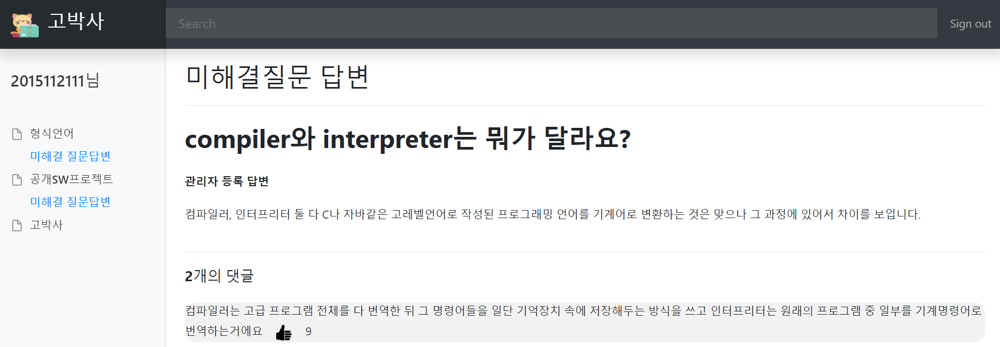 고박사
Search
Sign out
2015112111님
형식언어
미해결 질문답변
공개SW프로젝트
미해결 질문답변
고박사
미해결질문 답변
compiler와 interpreter는 뭐가 달라요?
관리자 등록 답변
컴파일러, 인터프리터 둘 다 C나 자바같은 고레벨언어로 작성된 프로그래밍 언어를 기계어로 변환하는 것은 맞으나 그 과정에 있어서 차이를 보입니다.
2개의 댓글
컴파일러는 고급 프로그램 전체를 다 번역한 뒤 그 명령어들을 일단 기억장치 속에 저장해두는 방식을 쓰고 인터프리터는 원래의 프로그램 중 일부를 기계명령어로
번역하는거에요 9